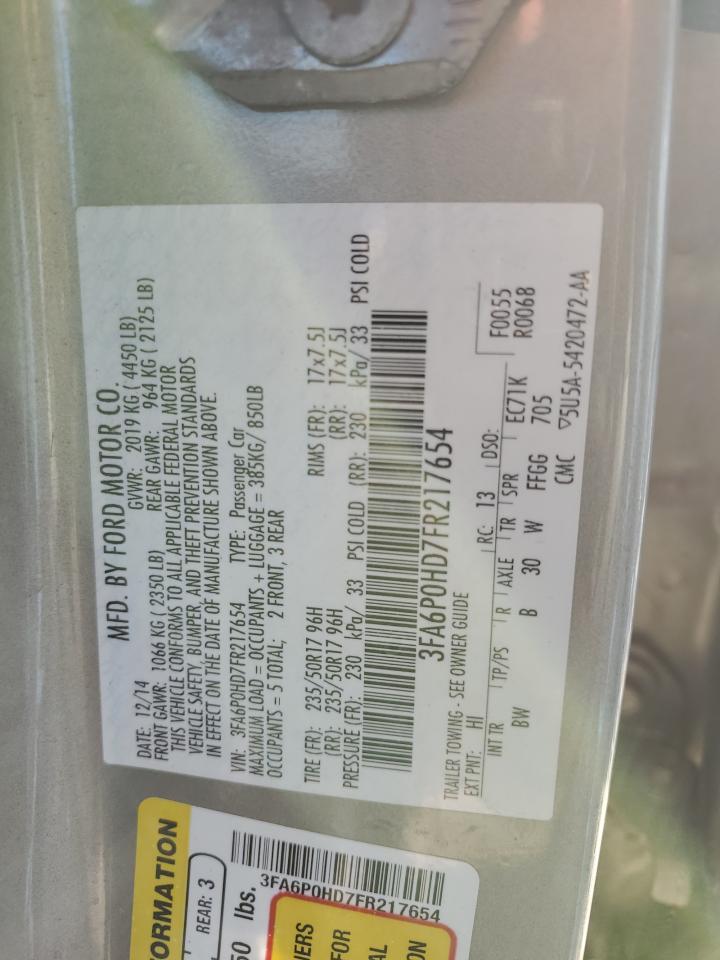 MFD. BY FORD MOTOR CO.
DATE: 12/14 GVWR: 2019 KG ( 4450 LB)
FRONT GAWR: 1066 KG ( 2350 LB) REAR GAWR: 964 KG ( 2125 LB)
THIS VEHICLE CONFORMS TO ALL APPLICABLE FEDERAL MOTOR
VEHICLE SAFETY, BUMPER, AND THEFT PREVENTION STANDARDS
IN EFFECT ON THE DATE OF MANUFACTURE SHOWN ABOVE.
VIN: 3FA6P0HD7FR217654 TYPE: Passenger Car
MAXIMUM LOAD = OCCUPANTS + LUGGAGE = 385KG/ 850LB
OCCUPANTS = 5 TOTAL; 2 FRONT, 3 REAR
TIRE (FR): 235/50R17 96H RIMS (FR): 17x7.5J
(RR): 235/50R17 96H (RR): 17x7.5J
PRESSURE (FR): 230 kPa/ 33 PSI COLD (RR): 230 kPa/ 33 PSI COLD
3FA6P0HD7FR217654
TRAILER TOWING - SEE OWNER GUIDE
EXT PNT: HI RC: 13 DSO: F0055
R0068
INT TR TP/PS R AXLE TR SPR EC71K
BW B 30 W FFGG 705
CMC ▽5U5A-5420472-AA
ORMATION
REAR: 3
50 lbs.
3FA6P0HD7FR217654
IERS
FOR
AL
ON